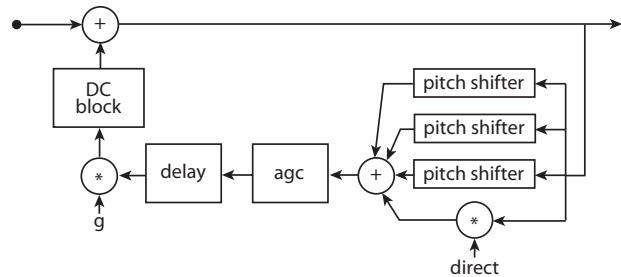 +
pitch shifter
DC
block
pitch shifter
*
delay
agc
+
pitch shifter
g
*
direct